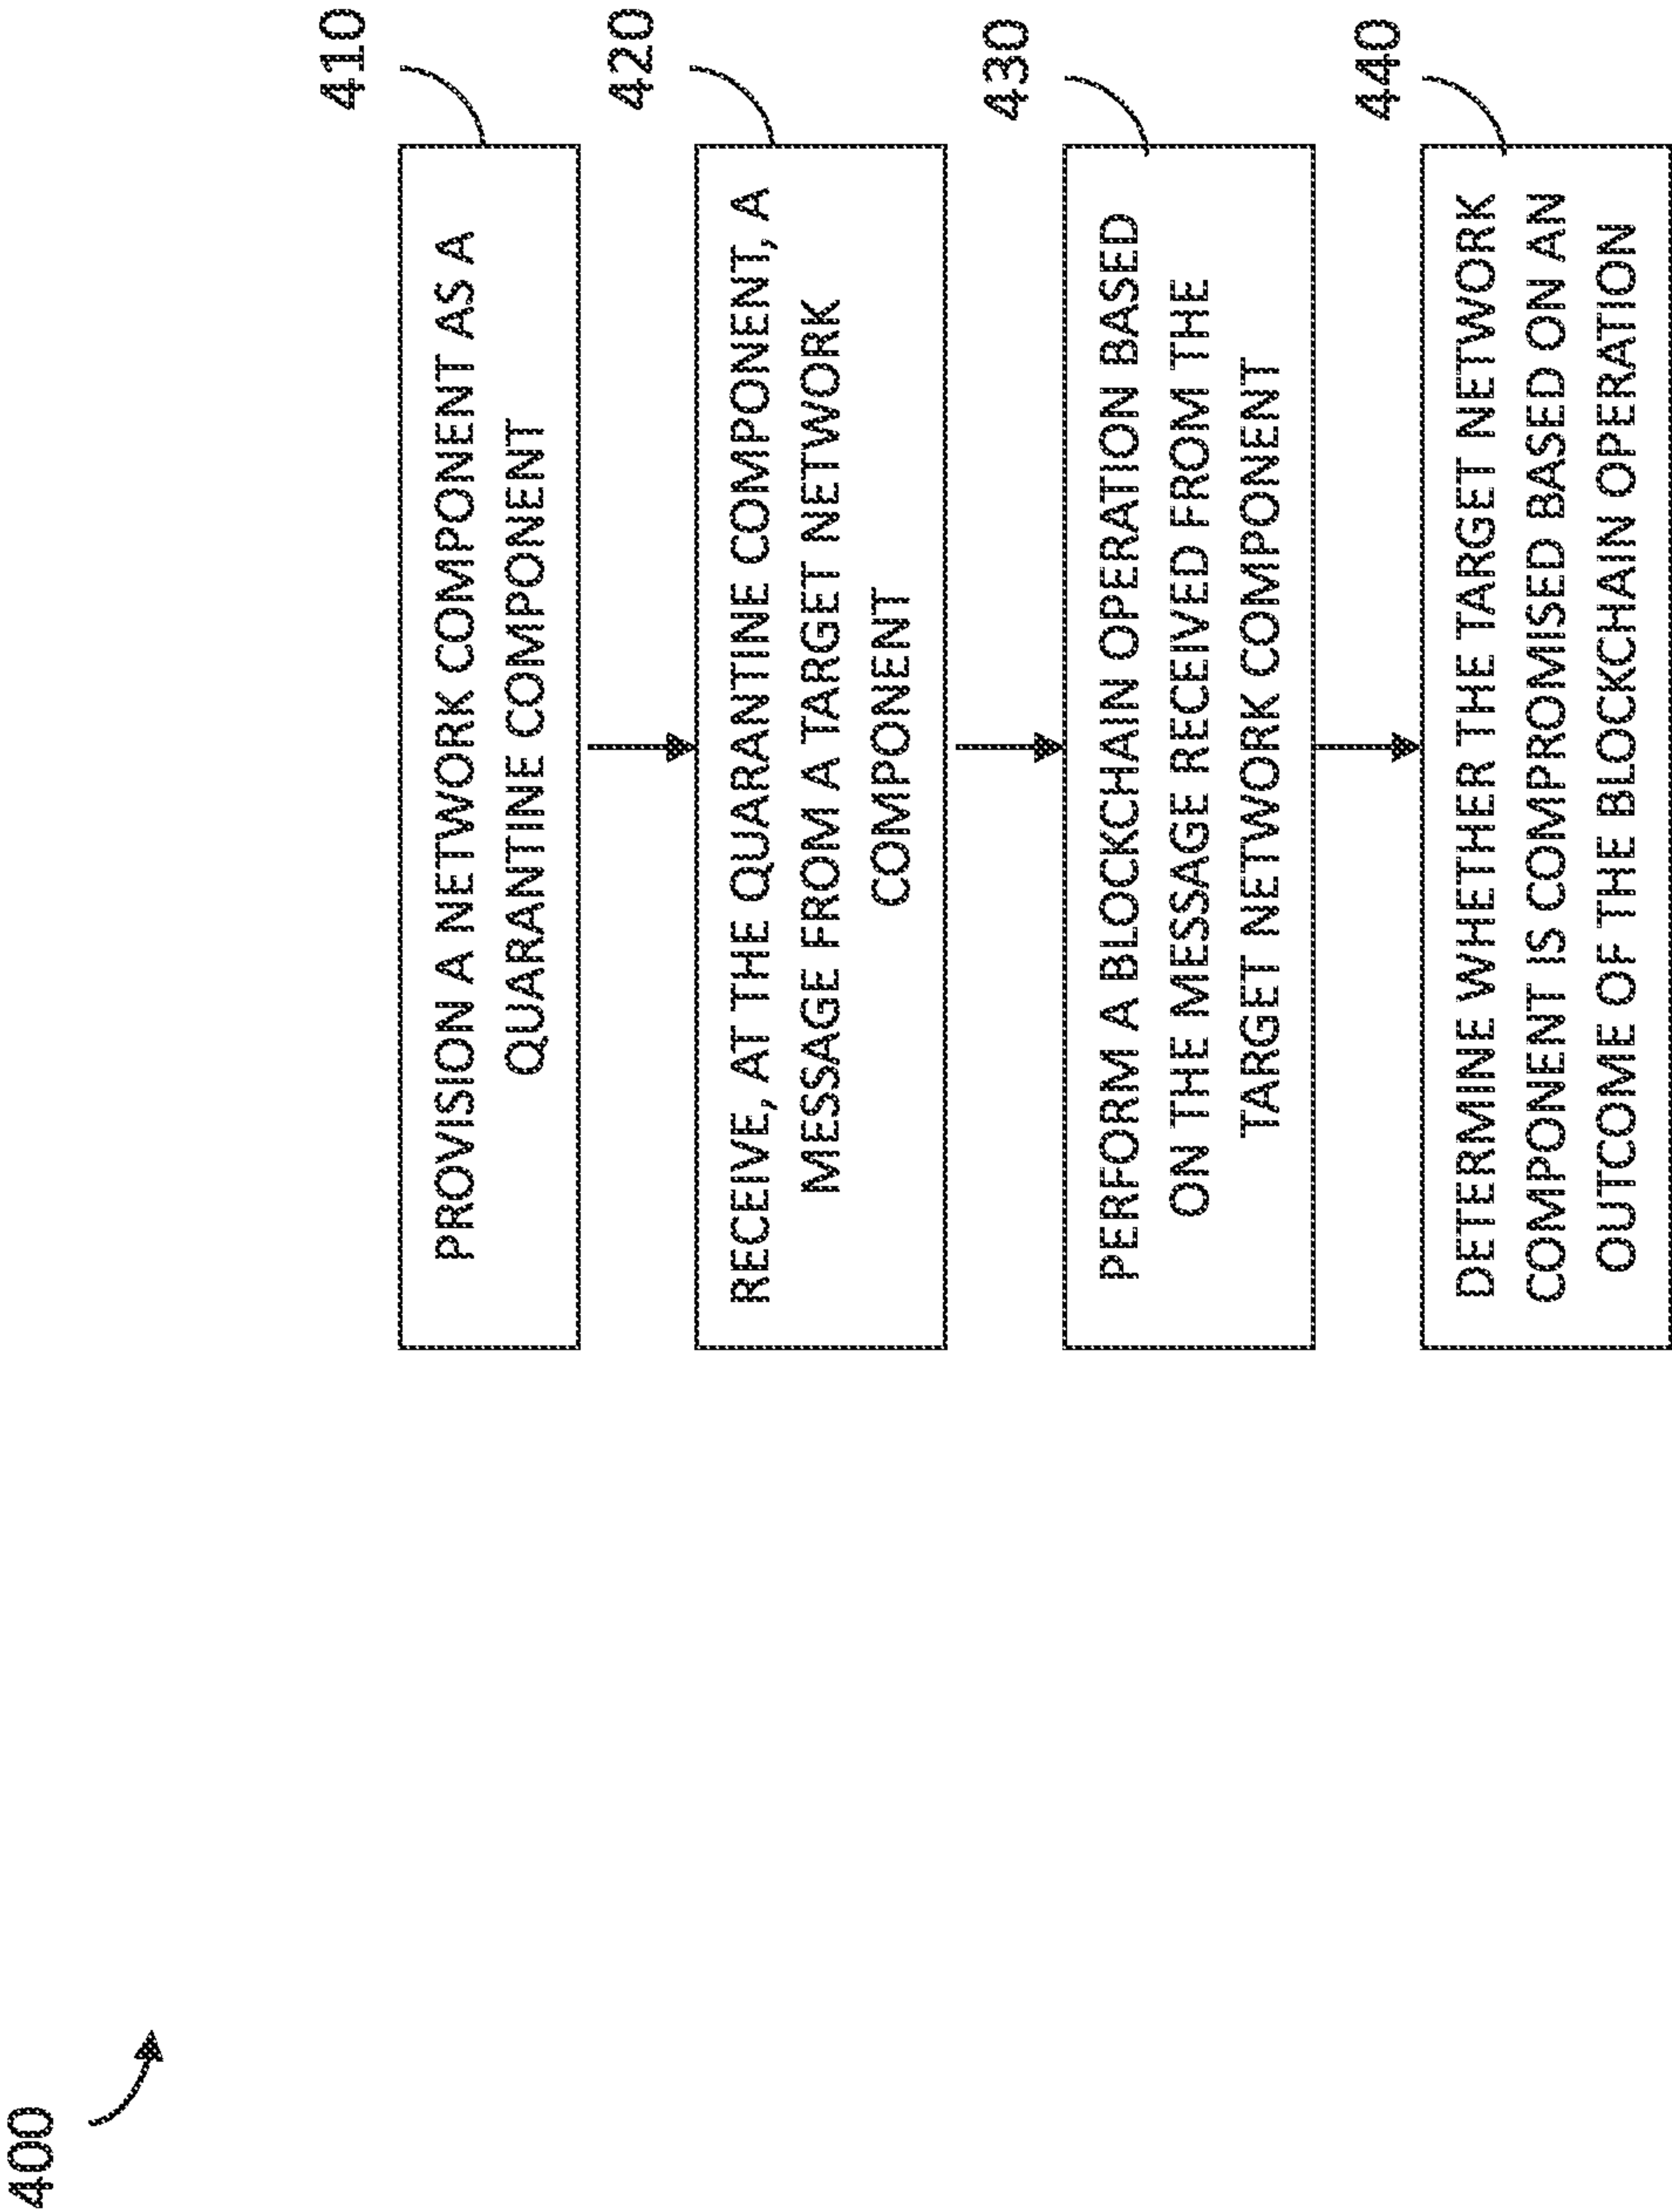 400
410
PROVISION A NETWORK COMPONENT AS A
QUARANTINE COMPONENT
420
RECEIVE, AT THE QUARANTINE COMPONENT, A
MESSAGE FROM A TARGET NETWORK
COMPONENT
430
PERFORM A BLOCKCHAIN OPERATION BASED
ON THE MESSAGE RECEIVED FROM THE
TARGET NETWORK COMPONENT
440
DETERMINE WHETHER THE TARGET NETWORK
COMPONENT IS COMPROMISED BASED ON AN
OUTCOME OF THE BLOCKCHAIN OPERATION